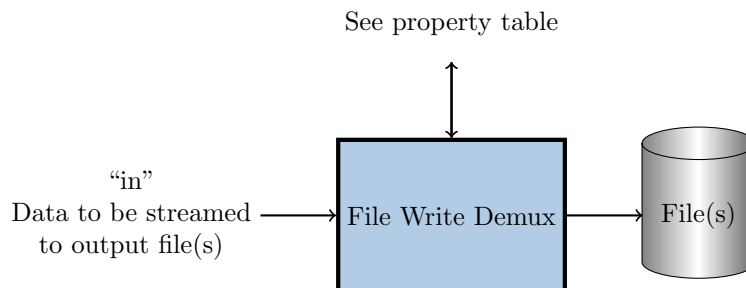 See property table
“in”
Data to be streamed
to output file(s)
File Write Demux
File(s)